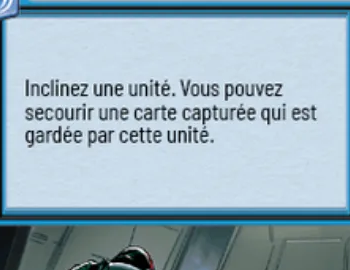 Inclinez une unité. Vous pouvez
secourir une carte capturée qui est
gardée par cette unité.